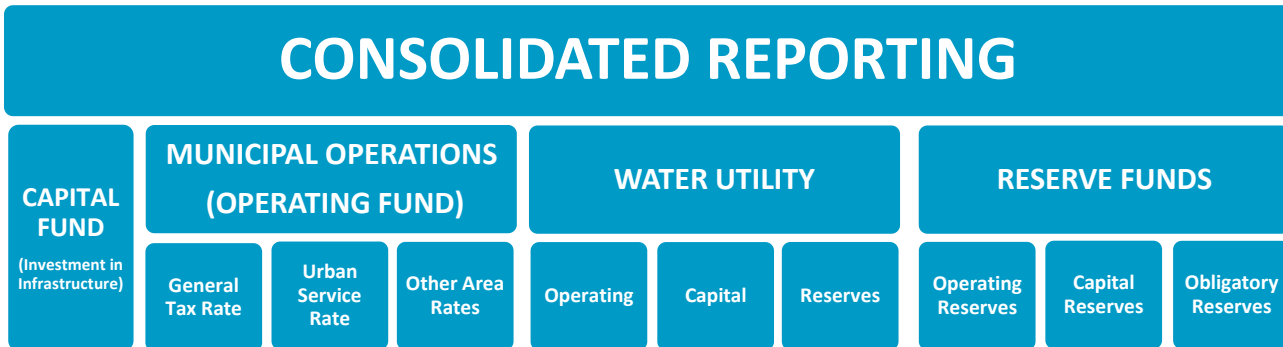 CONSOLIDATED REPORTING
CAPITAL
FUND
(Investment in
Infrastructure)
MUNICIPAL OPERATIONS
(OPERATING FUND)
General
Tax Rate
Urban
Service
Rate
Other Area
Rates
WATER UTILITY
Operating
Capital
Reserves
RESERVE FUNDS
Operating
Reserves
Capital
Reserves
Obligatory
Reserves